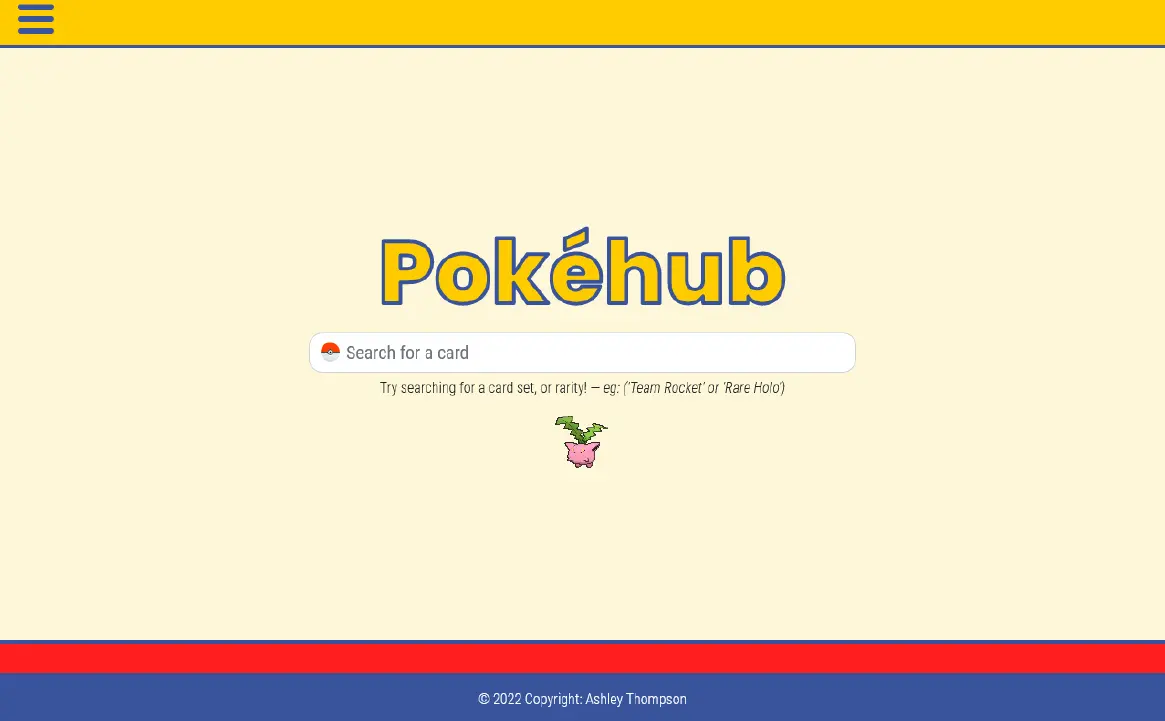 Pokéhub
Search for a card
Try searching for a card set, or rarity! — eg: ('Team Rocket' or 'Rare Holo')
© 2022 Copyright: Ashley Thompson